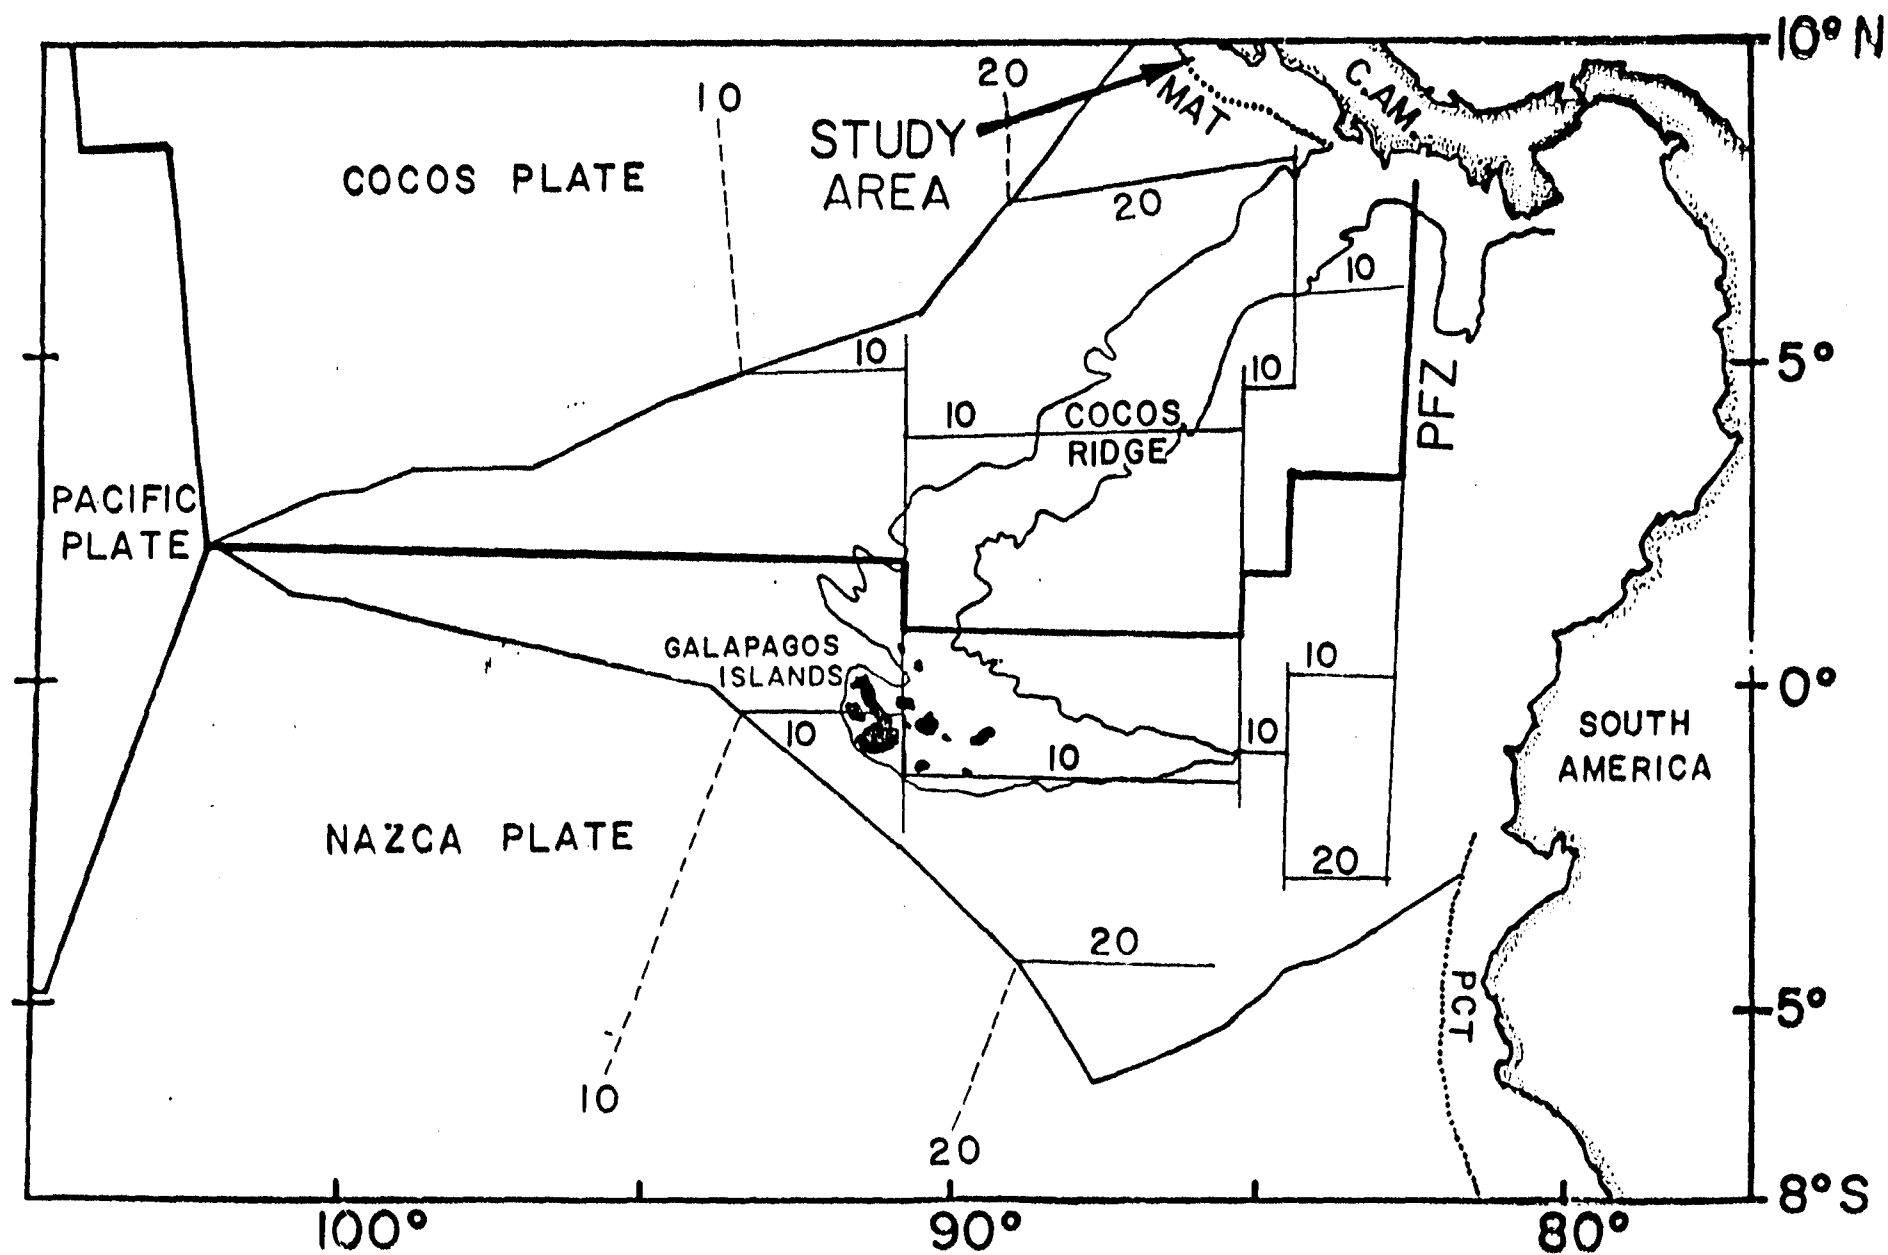 10° N
20
10
C.AM.
MAT
STUDY
AREA
COCOS PLATE
20
10
10
5°
10
10
COCOS
RIDGE
PFZ
PACIFIC
PLATE
GALAPAGOS
ISLANDS
10
0°
10
10
10
SOUTH
AMERICA
NAZCA PLATE
20
20
PCT
5°
10
20
8° S
100°
90°
80°